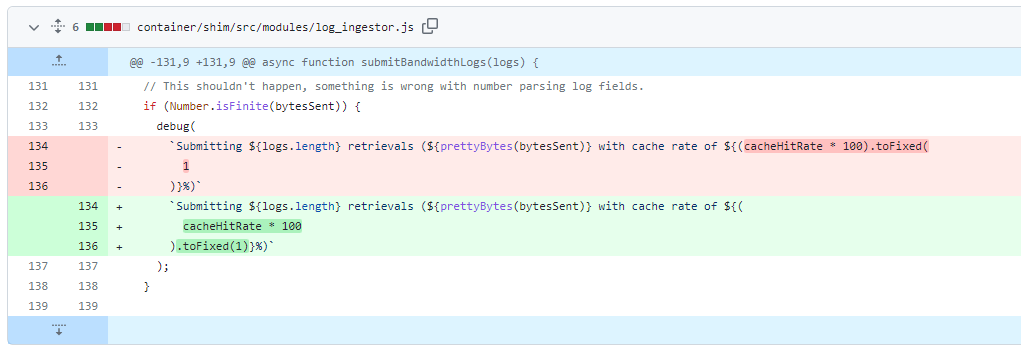 6 container/shim/src/modules/log_ingestor.js
@@ -131,9 +131,9 @@ async function submitBandwidthLogs(logs) {
131 131 // This shouldn't happen, something is wrong with number parsing log fields.
132 132 if (Number.isFinite(bytesSent)) {
133 133 debug(
134 - `Submitting ${logs.length} retrievals (${prettyBytes(bytesSent)} with cache rate of ${(cacheHitRate * 100).toFixed(
135 - 1
136 - )}%)`
134 + `Submitting ${logs.length} retrievals (${prettyBytes(bytesSent)} with cache rate of ${(
135 + cacheHitRate * 100
136 + ).toFixed(1)}%)`
137 137 );
138 138 }
139 139